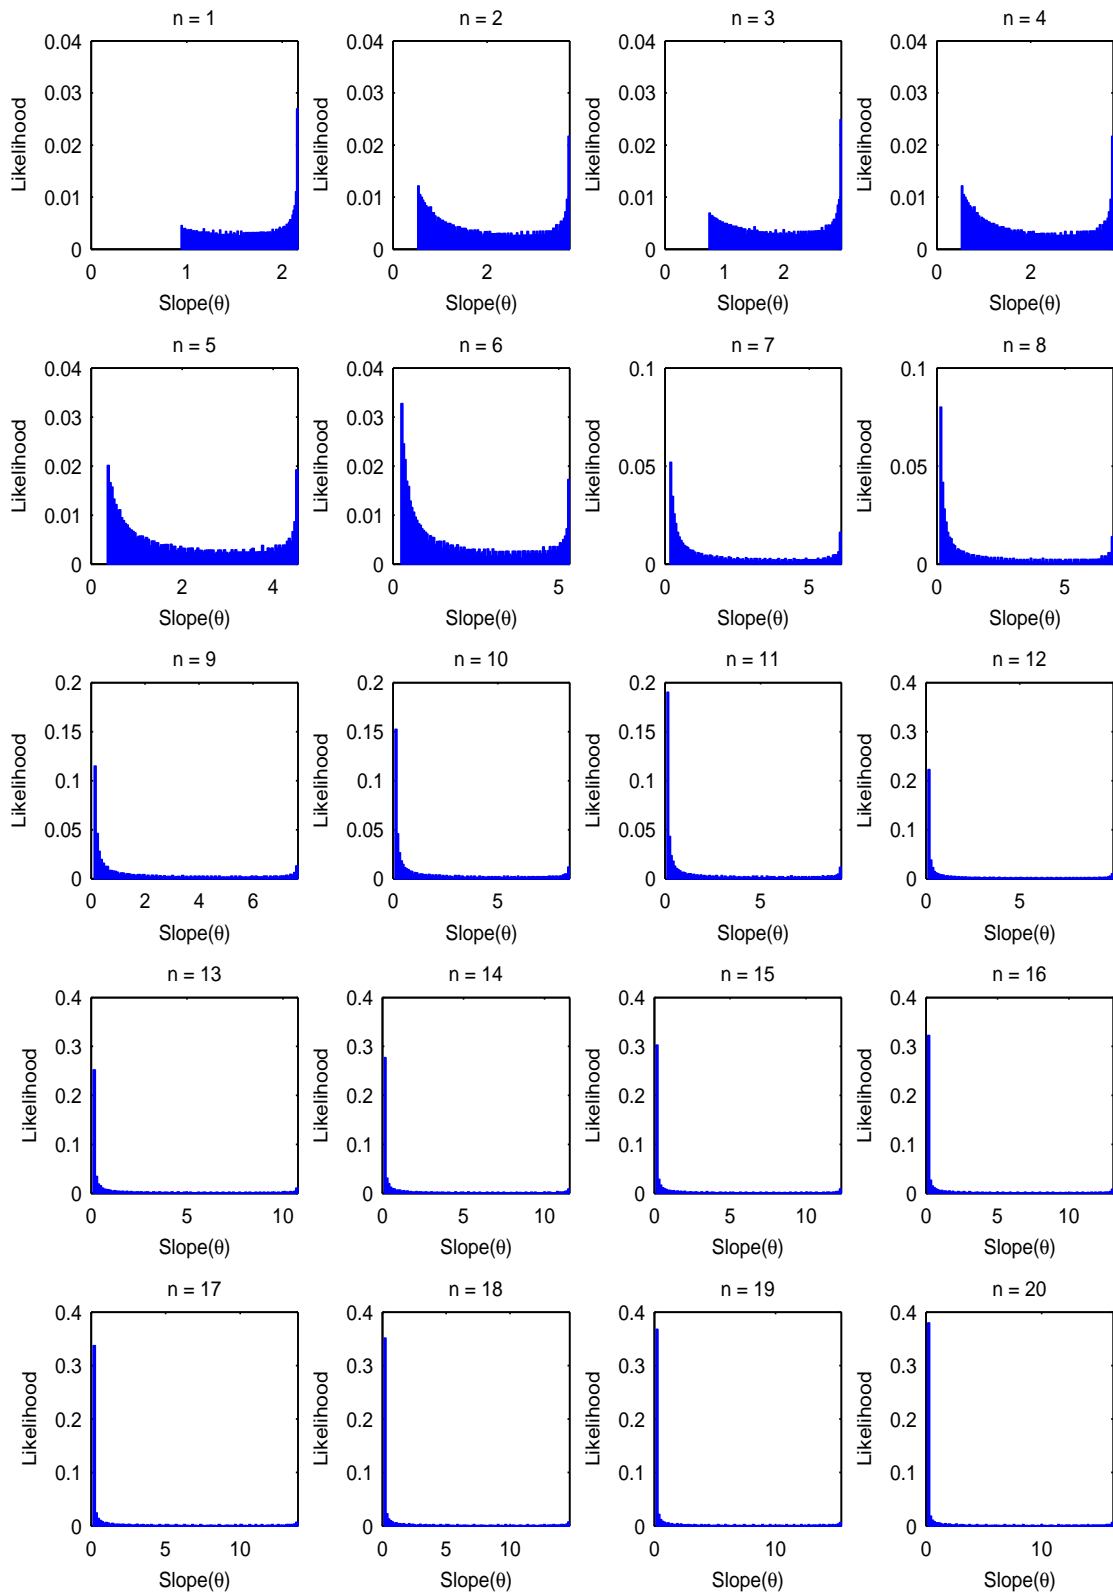 n = 1
0.04
0.03
0.02
0.01
0
Likelihood
0 1 2
Slope(θ)
n = 2
0.04
0.03
0.02
0.01
0
Likelihood
0 2
Slope(θ)
n = 3
0.04
0.03
0.02
0.01
0
Likelihood
0 1 2
Slope(θ)
n = 4
0.04
0.03
0.02
0.01
0
Likelihood
0 2
Slope(θ)
n = 5
0.04
0.03
0.02
0.01
0
Likelihood
0 2 4
Slope(θ)
n = 6
0.04
0.03
0.02
0.01
0
Likelihood
0 5
Slope(θ)
n = 7
0.1
0.05
0
Likelihood
0 5
Slope(θ)
n = 8
0.1
0.05
0
Likelihood
0 5
Slope(θ)
n = 9
0.2
0.15
0.1
0.05
0
Likelihood
0 2 4 6
Slope(θ)
n = 10
0.2
0.15
0.1
0.05
0
Likelihood
0 5
Slope(θ)
n = 11
0.2
0.15
0.1
0.05
0
Likelihood
0 5
Slope(θ)
n = 12
0.4
0.3
0.2
0.1
0
Likelihood
0 5
Slope(θ)
n = 13
0.4
0.3
0.2
0.1
0
Likelihood
0 5 10
Slope(θ)
n = 14
0.4
0.3
0.2
0.1
0
Likelihood
0 5 10
Slope(θ)
n = 15
0.4
0.3
0.2
0.1
0
Likelihood
0 5 10
Slope(θ)
n = 16
0.4
0.3
0.2
0.1
0
Likelihood
0 5 10
Slope(θ)
n = 17
0.4
0.3
0.2
0.1
0
Likelihood
0 5 10
Slope(θ)
n = 18
0.4
0.3
0.2
0.1
0
Likelihood
0 5 10
Slope(θ)
n = 19
0.4
0.3
0.2
0.1
0
Likelihood
0 5 10
Slope(θ)
n = 20
0.4
0.3
0.2
0.1
0
Likelihood
0 10
Slope(θ)